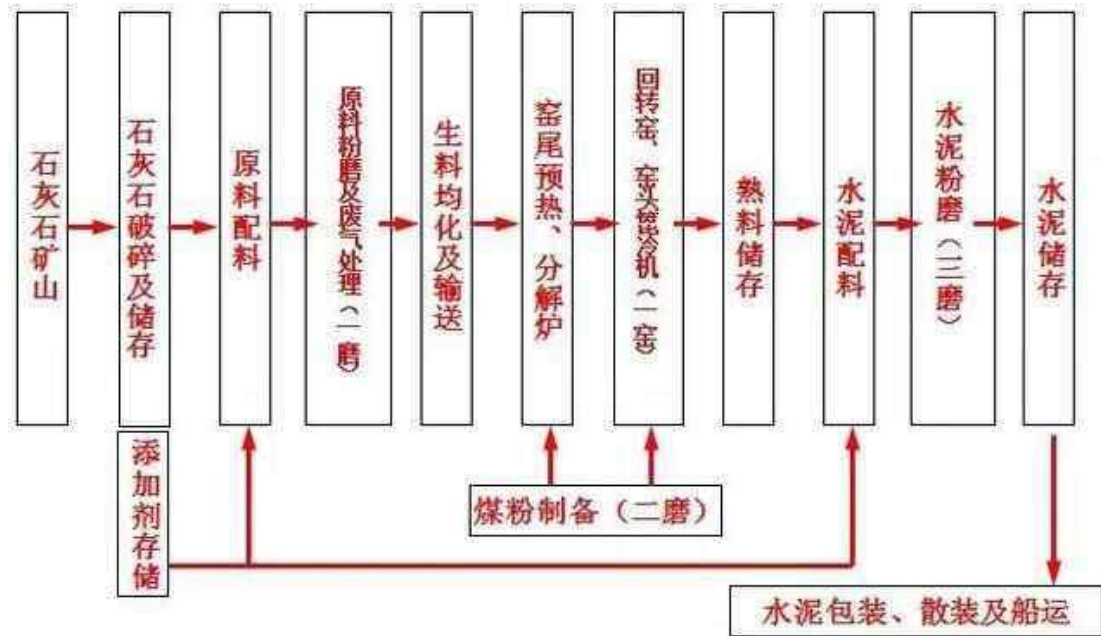 石灰石矿山
石灰石破碎及储存
原料配料
原料粉磨及废气处理（一磨）
生料均化及输送
窑尾预热、分解炉
回转窑、窑头篦冷机（一窑）
熟料储存
水泥配料
水泥粉磨（三磨）
水泥储存
添加剂存储
煤粉制备（二磨）
水泥包装、散装及船运